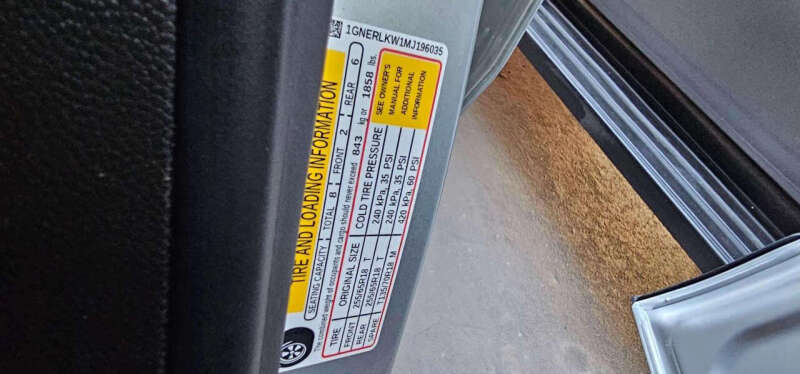 1GNERLKW1MJ196035
TIRE AND LOADING INFORMATION
SEATING CAPACITY TOTAL 8 FRONT 2 REAR 6
The combined weight of occupants and cargo should never exceed 843 kg or 1858 lbs.
TIRE ORIGINAL SIZE COLD TIRE PRESSURE
FRONT 255/65R18 T 240 kPa, 35 PSI
REAR 255/65R18 T 240 kPa, 35 PSI
SPARE T135/70R18 M 420 kPa, 60 PSI
SEE OWNER'S
MANUAL FOR
ADDITIONAL
INFORMATION